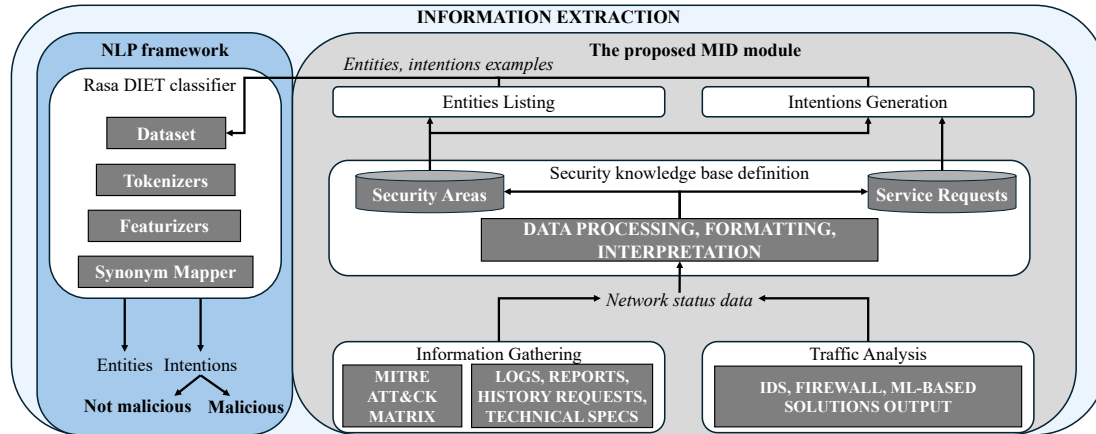 INFORMATION EXTRACTION
NLP framework
Rasa DIET classifier
Dataset
Tokenizers
Featurizers
Synonym Mapper
Entities
Intentions
Not malicious
Malicious
The proposed MID module
Entities, intentions examples
Entities Listing
Intentions Generation
Security knowledge base definition
Security Areas
Service Requests
DATA PROCESSING, FORMATTING,
INTERPRETATION
Network status data
Information Gathering
MITRE
ATT&CK
MATRIX
LOGS, REPORTS,
HISTORY REQUESTS,
TECHNICAL SPECS
Traffic Analysis
IDS, FIREWALL, ML-BASED
SOLUTIONS OUTPUT